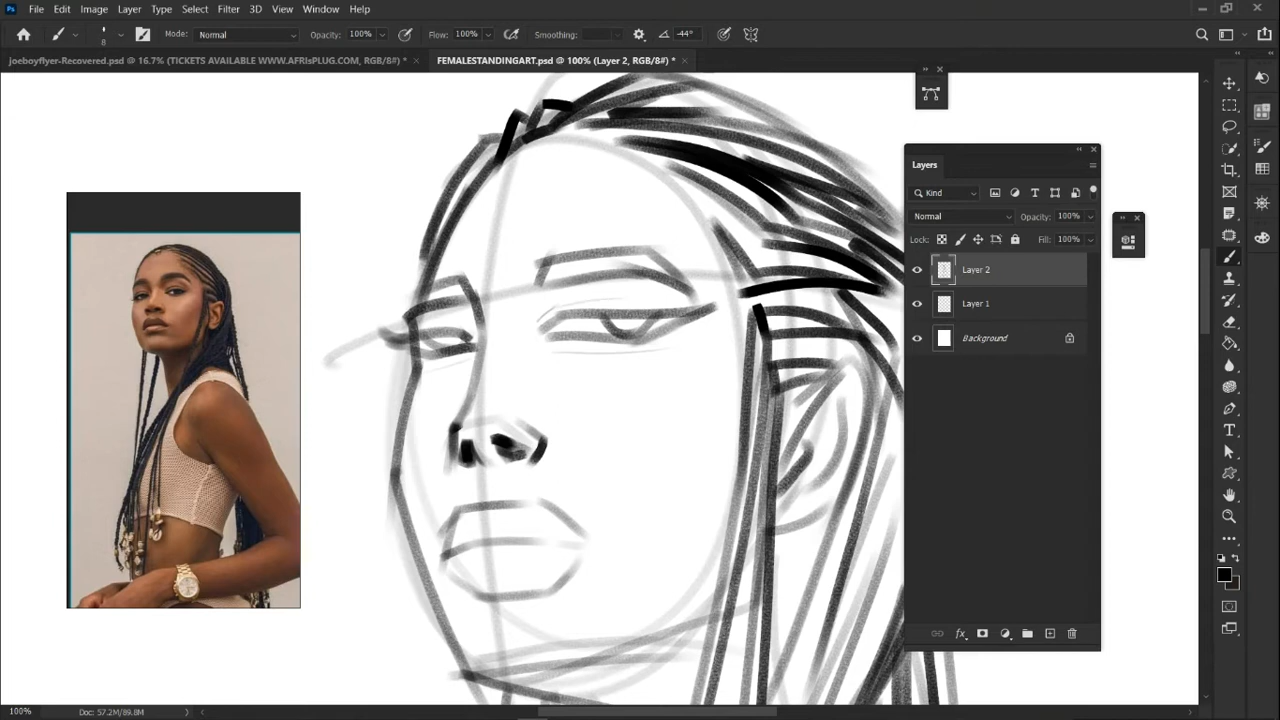 Ps File Edit Image Layer Type Select Filter 3D View Window Help
8 Mode: Normal Opacity: 100% Flow: 100% Smoothing: -44°
joeboyflyer-Recovered.psd @ 16.7% (TICKETS AVAILABLE WWW.AFRIsPLUG.COM, RGB/8#) * × FEMALESTANDINGART.psd @ 100% (Layer 2, RGB/8#) * ×
Layers
Kind
Normal Opacity: 100%
Lock: Fill: 100%
Layer 2
Layer 1
Background
fx
100% Doc: 57.2M/89.8M